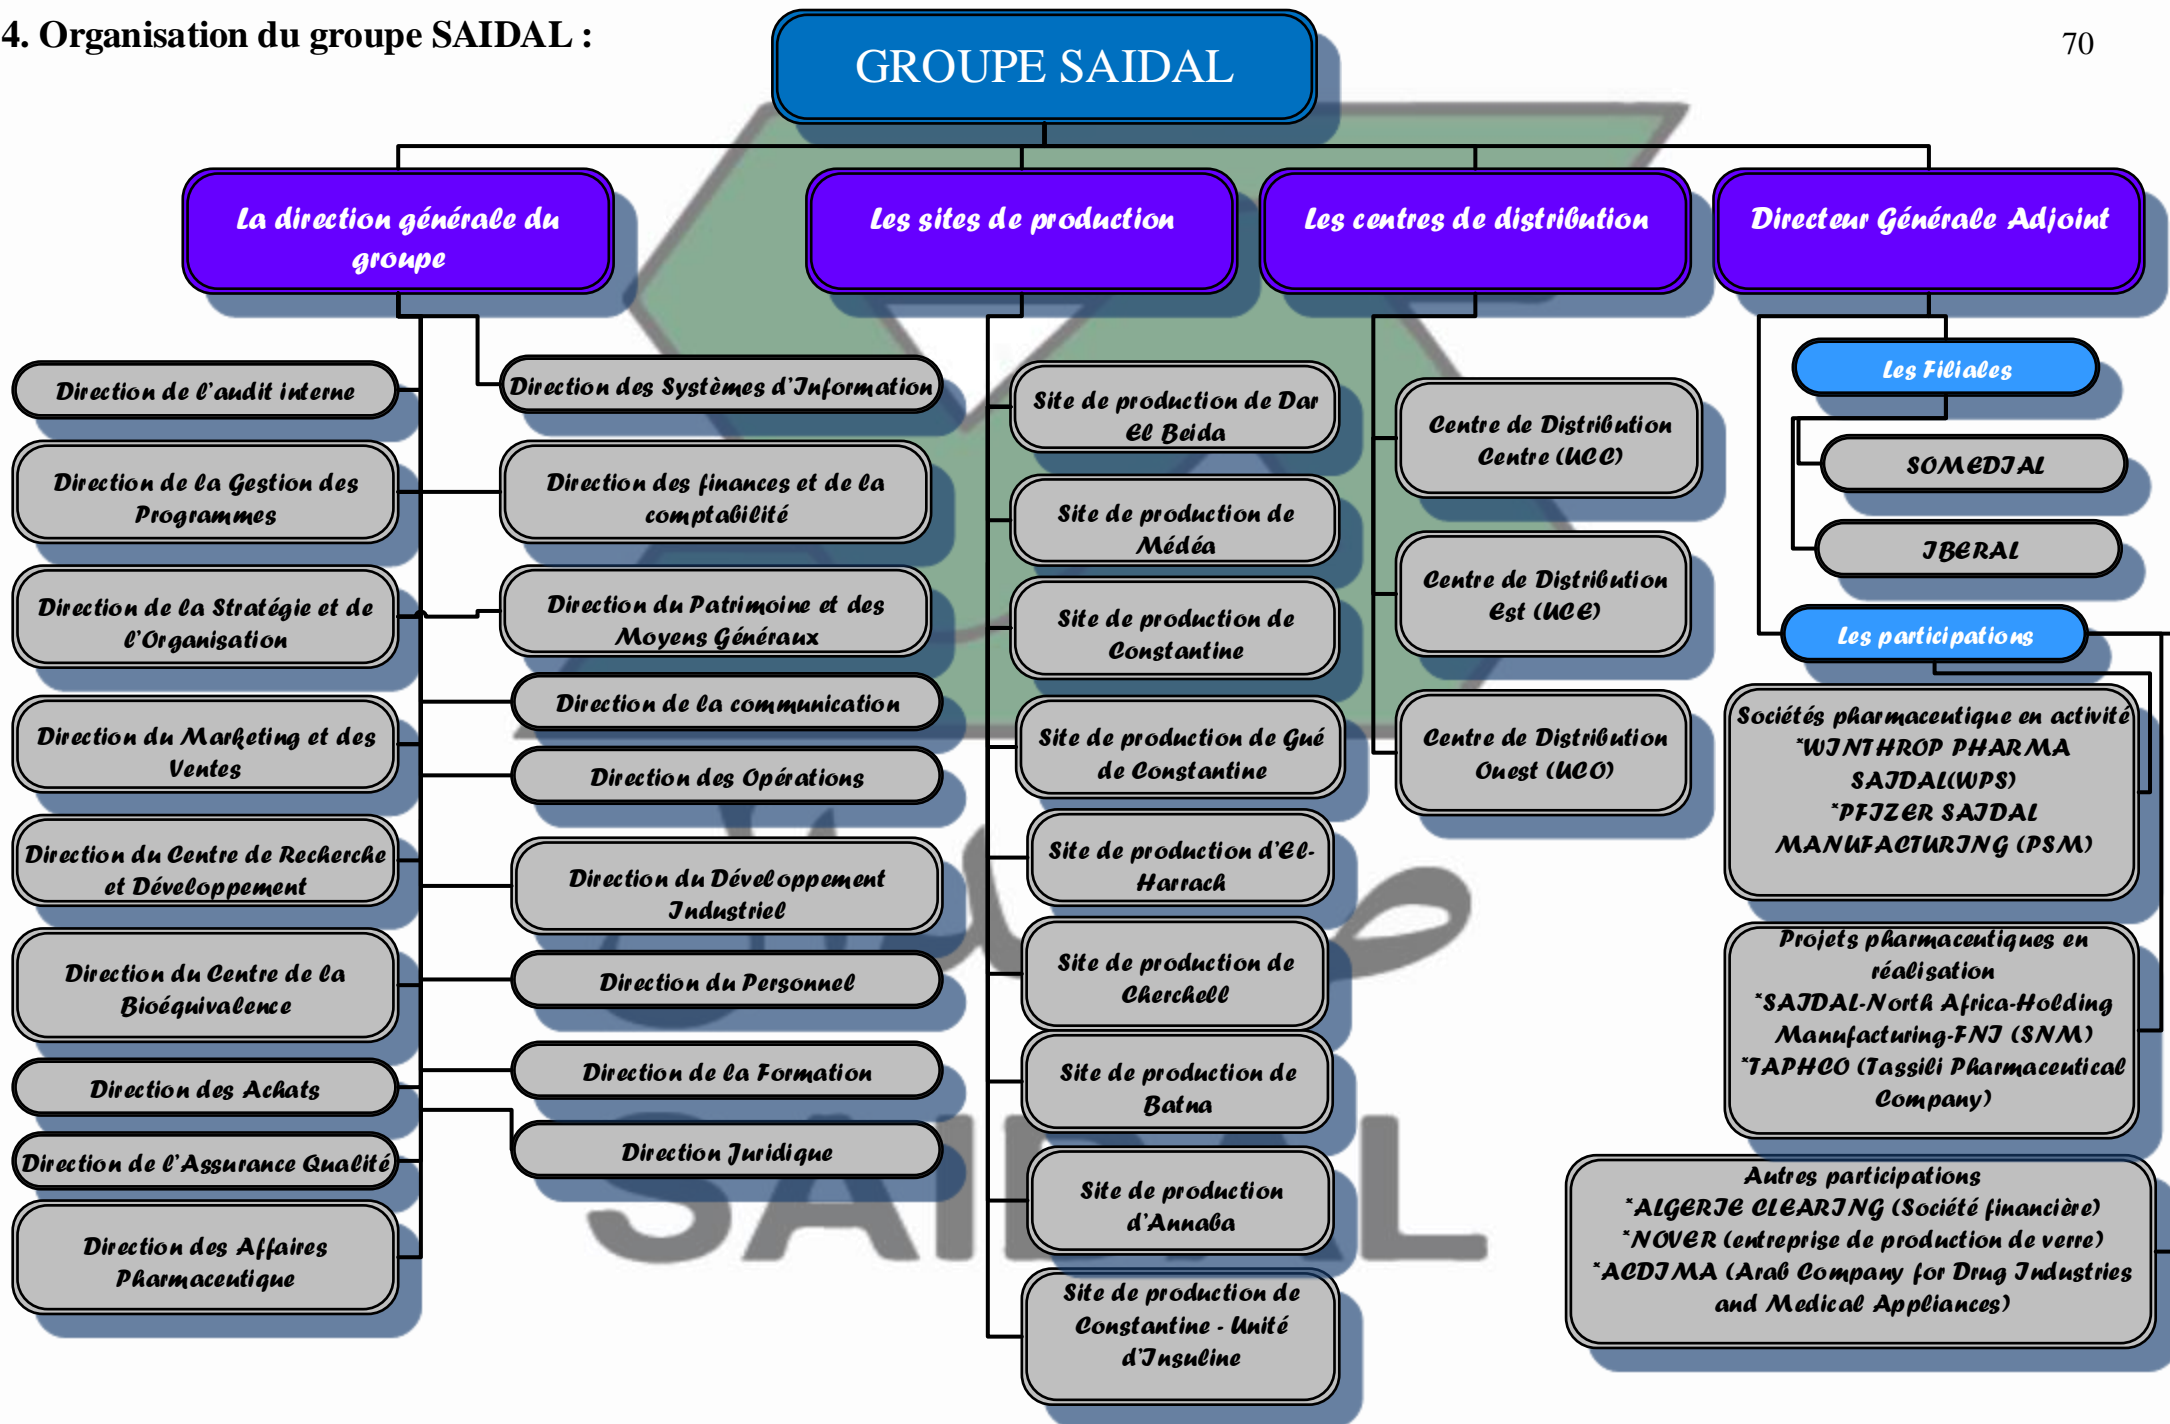 4. Organisation du groupe SAIDAL :
70
GROUPE SAIDAL
La direction générale du
groupe
Les sites de production
Les centres de distribution
Directeur Générale Adjoint
Direction de l'audit interne
Direction de la Gestion des
Programmes
Direction de la Stratégie et de
l'Organisation
Direction du Marketing et des
Ventes
Direction du Centre de Recherche
et Développement
Direction du Centre de la
Bioéquivalence
Direction des Achats
Direction de l'Assurance Qualité
Direction des Affaires
Pharmaceutique
Direction des Systèmes d'Information
Direction des finances et de la
comptabilité
Direction du Patrimoine et des
Moyens Généraux
Direction de la communication
Direction des Opérations
Direction du Développement
Industriel
Direction du Personnel
Direction de la Formation
Direction Juridique
Site de production de Dar
El Beida
Site de production de
Médéa
Site de production de
Constantine
Site de production de Gué
de Constantine
Site de production d'El-
Harrach
Site de production de
Cherchell
Site de production de
Batna
Site de production
d'Annaba
Site de production de
Constantine - Unité
d'Insuline
Centre de Distribution
Centre (UCC)
Centre de Distribution
Est (UCE)
Centre de Distribution
Ouest (UCO)
Les Filiales
SOMEDIAL
IBERAL
Les participations
Sociétés pharmaceutique en activité
*WINTHROP PHARMA
SAIDAL(WPS)
*PFIZER SAIDAL
MANUFACTURING (PSM)
Projets pharmaceutiques en
réalisation
*SAIDAL-North Africa-Holding
Manufacturing-FNI (SNM)
*TAPHCO (Tassili Pharmaceutical
Company)
Autres participations
*ALGERIE CLEARING (Société financière)
*NOVER (entreprise de production de verre)
*ACDIMA (Arab Company for Drug Industries
and Medical Appliances)
SAIDAL